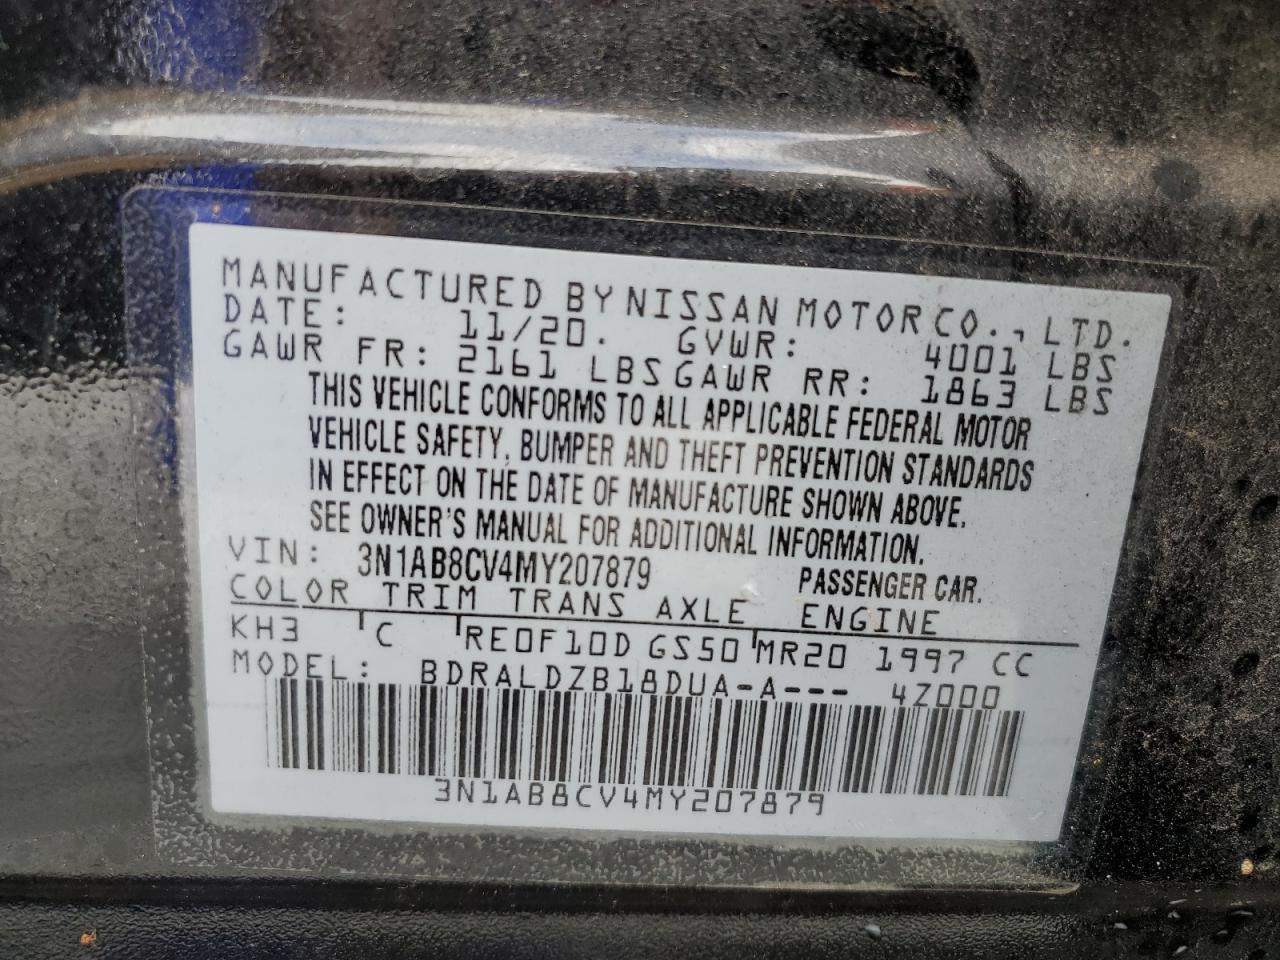 MANUFACTURED BY NISSAN MOTOR CO., LTD.
DATE: 11/20. GVWR: 4001 LBS
GAWR FR: 2161 LBS GAWR RR: 1863 LBS
THIS VEHICLE CONFORMS TO ALL APPLICABLE FEDERAL MOTOR
VEHICLE SAFETY, BUMPER AND THEFT PREVENTION STANDARDS
IN EFFECT ON THE DATE OF MANUFACTURE SHOWN ABOVE.
SEE OWNER'S MANUAL FOR ADDITIONAL INFORMATION.
VIN: 3N1AB8CV4MY207879 PASSENGER CAR.
COLOR TRIM TRANS AXLE ENGINE
KH3 C RE0F10D GS50 MR20 1997 CC
MODEL: BDRALDZB18DUA-A--- 4Z000
3N1AB8CV4MY207879